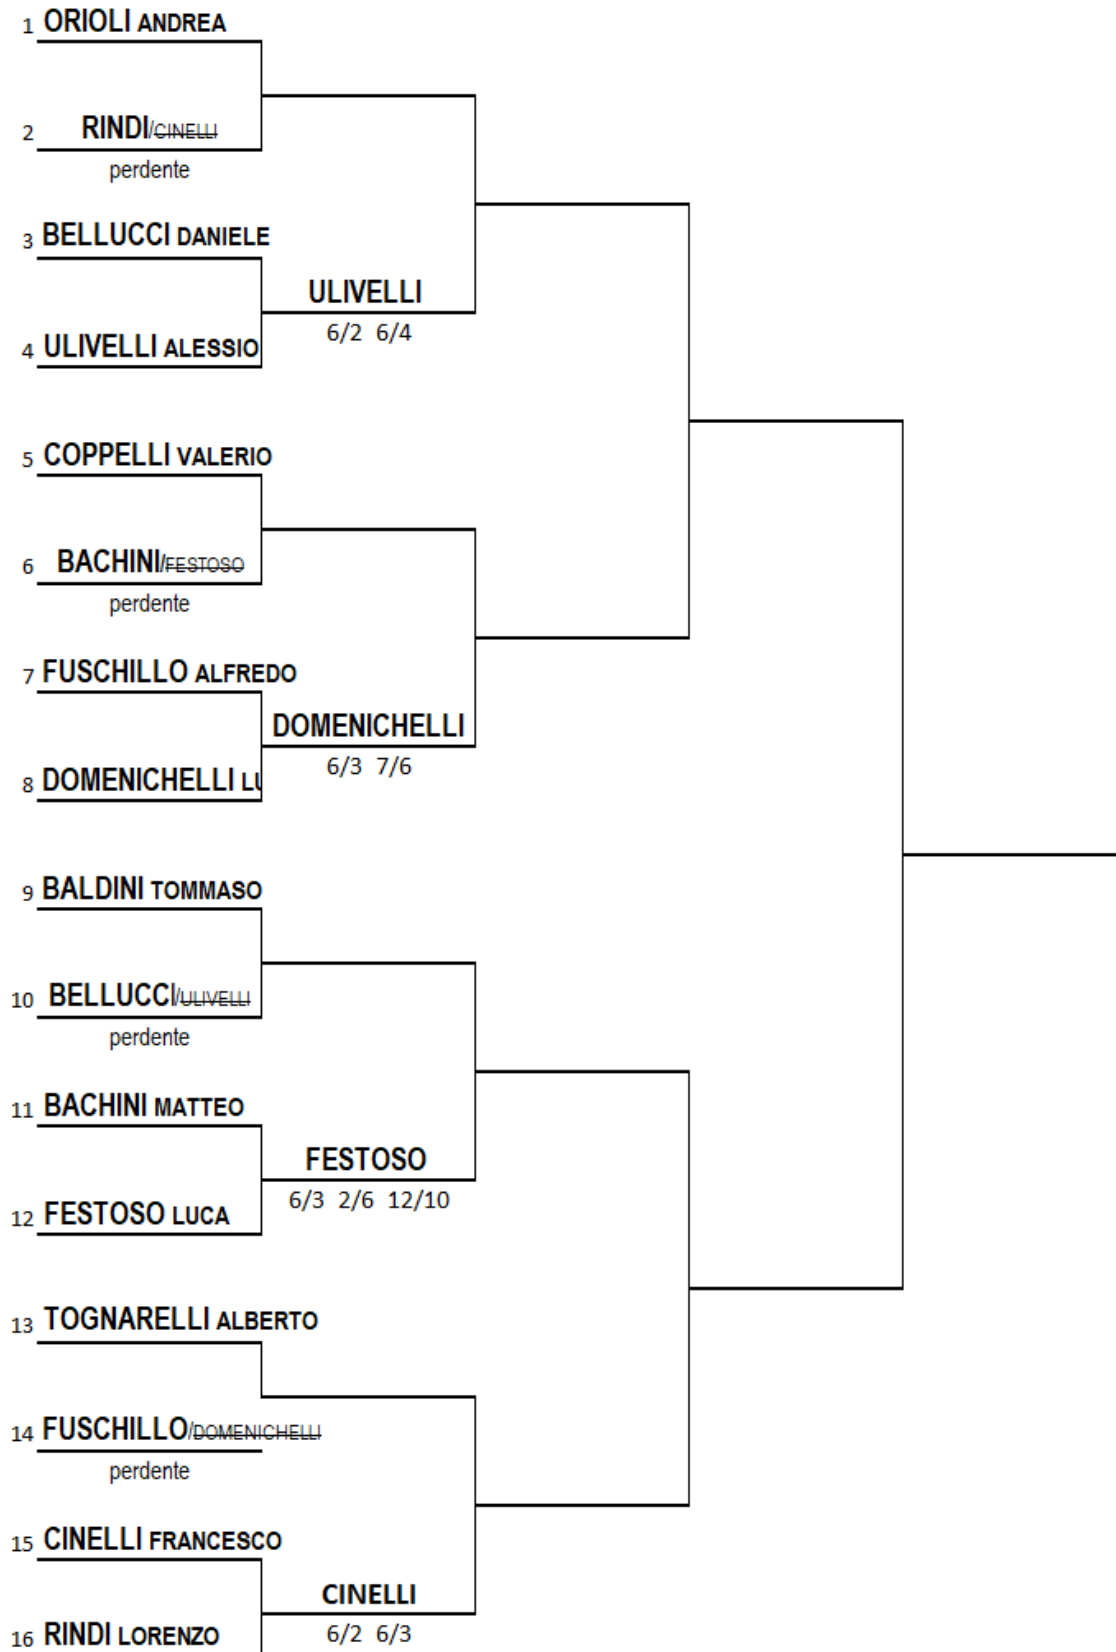 1 ORIOLI ANDREA
2 RINDI/CINELLI
perdente
3 BELLUCCI DANIELE
ULIVELLI
6/2 6/4
4 ULIVELLI ALESSIO
5 COPPELLI VALERIO
6 BACHINI/FESTOSO
perdente
7 FUSCHILLO ALFREDO
DOMENICHELLI
6/3 7/6
8 DOMENICHELLI LU
9 BALDINI TOMMASO
10 BELLUCCI/ULIVELLI
perdente
11 BACHINI MATTEO
FESTOSO
6/3 2/6 12/10
12 FESTOSO LUCA
13 TOGNARELLI ALBERTO
14 FUSCHILLO/DOMENICHELLI
perdente
15 CINELLI FRANCESCO
CINELLI
6/2 6/3
16 RINDI LORENZO